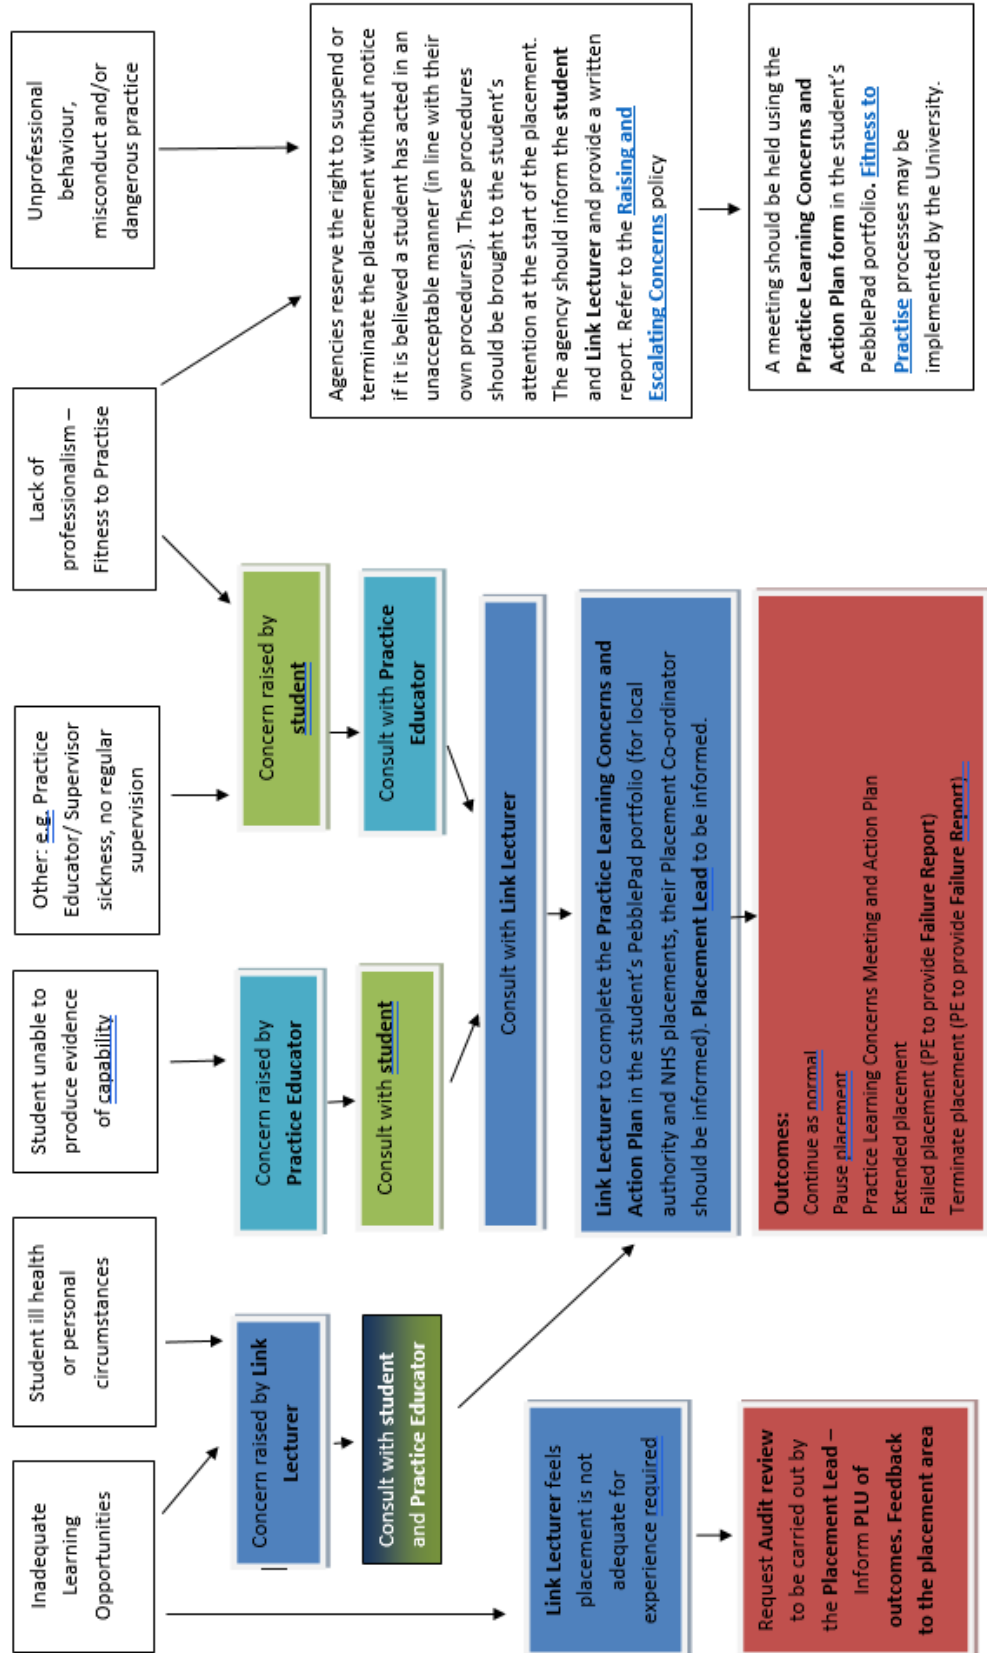 Inadequate
Learning
Opportunities
Student ill health
or personal
circumstances
Student unable to
produce evidence
of capability
Other: e.g. Practice
Educator/ Supervisor
sickness, no regular
supervision
Lack of
professionalism –
Fitness to Practise
Unprofessional
behaviour,
misconduct and/or
dangerous practice
Concern raised by Link
Lecturer
Concern raised by
Practice Educator
Concern raised by
student
Consult with student
and Practice Educator
Consult with student
Consult with Practice
Educator
Consult with Link Lecturer
Agencies reserve the right to suspend or
terminate the placement without notice
if it is believed a student has acted in an
unacceptable manner (in line with their
own procedures). These procedures
should be brought to the student's
attention at the start of the placement.
The agency should inform the student
and Link Lecturer and provide a written
report. Refer to the Raising and
Escalating Concerns policy
Link Lecturer feels
placement is not
adequate for
experience required
Link Lecturer to complete the Practice Learning Concerns and
Action Plan in the student's PebblePad portfolio (for local
authority and NHS placements, their Placement Co-ordinator
should be informed). Placement Lead to be informed.
Request Audit review
to be carried out by
the Placement Lead –
Inform PLU of
outcomes. Feedback
to the placement area
Outcomes:
Continue as normal
Pause placement
Practice Learning Concerns Meeting and Action Plan
Extended placement
Failed placement (PE to provide Failure Report)
Terminate placement (PE to provide Failure Report)
A meeting should be held using the
Practice Learning Concerns and
Action Plan form in the student's
PebblePad portfolio. Fitness to
Practise processes may be
implemented by the University.